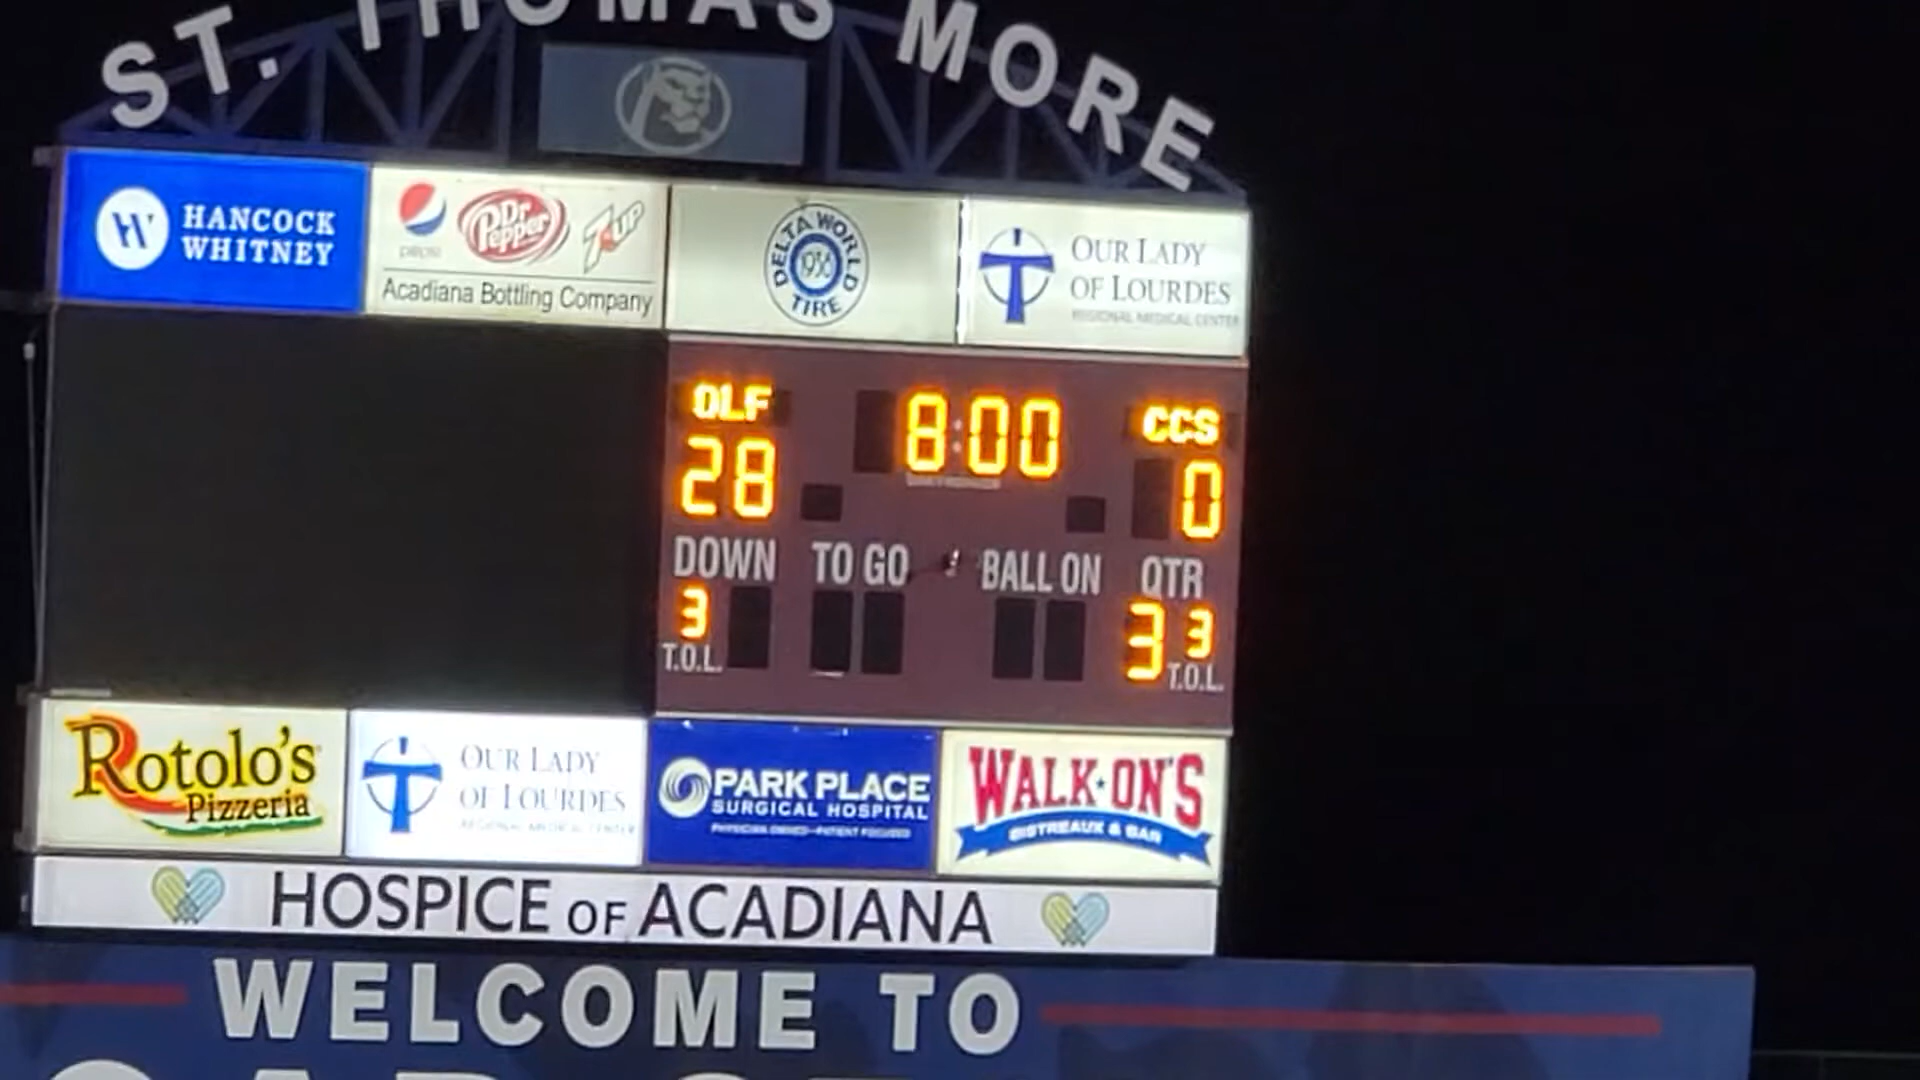 ST. THOMAS MORE
HANCOCK
WHITNEY
pepsi
Dr
Pepper
7UP
Acadiana Bottling Company
DELTA WORLD
1936
TIRE
OUR LADY
OF LOURDES
REGIONAL MEDICAL CENTER
OLF 8:00 CCS
28 0
DOWN TO GO BALL ON QTR
3 3 3
T.O.L. T.O.L.
Rotolo's
Pizzeria
OUR LADY
OF LOURDES
REGIONAL MEDICAL CENTER
PARK PLACE
SURGICAL HOSPITAL
PHYSICIAN OWNED—PATIENT FOCUSED
WALK-ON'S
BISTREAUX & BAR
HOSPICE OF ACADIANA
WELCOME TO